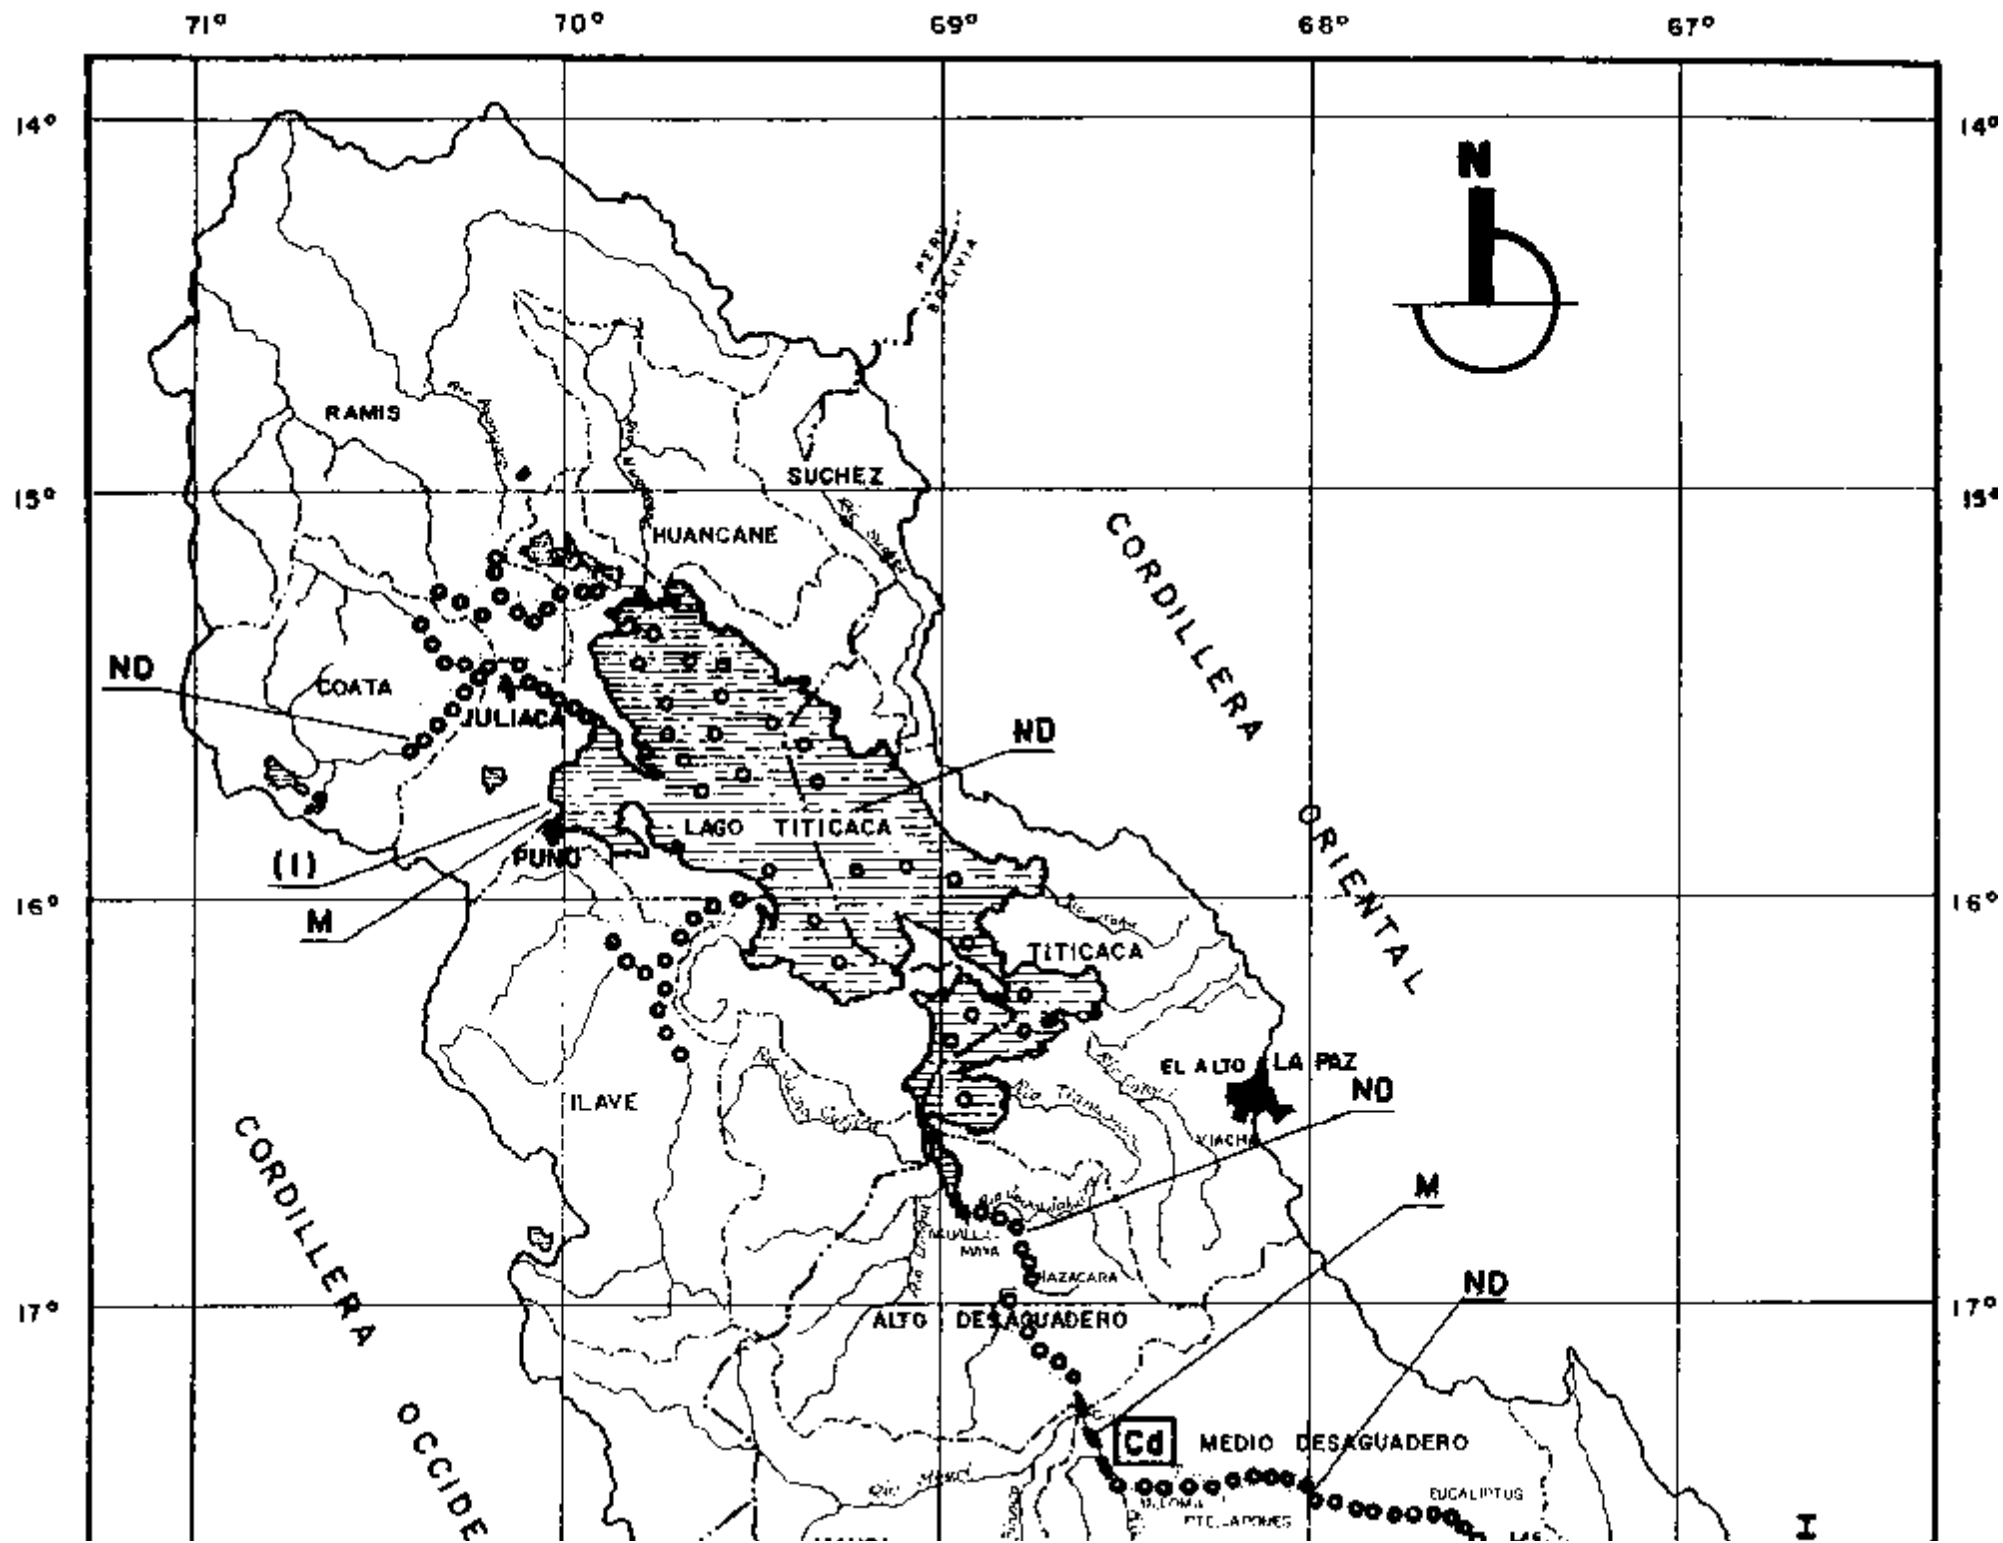 71° 70° 69° 68° 67°
14° 14°
N
PERU
BOLIVIA
RAMIS
SUCHEZ
15° 15°
HUANCANE
CORDILLERA ORIENTAL
ND
COATA
JULIACA
ND
LAGO TITICACA
(I)
PUNO
M
16° 16°
TITICACA
EL ALTO LA PAZ
ND
ILAVE
VIACHA
CORDILLERA
M
NAZACARA
ND
17° 17°
ALTO DESAGUADERO
OCCIDE
Cd
MEDIO DESAGUADERO
Rio Mauri
EUCALIPTUS
I